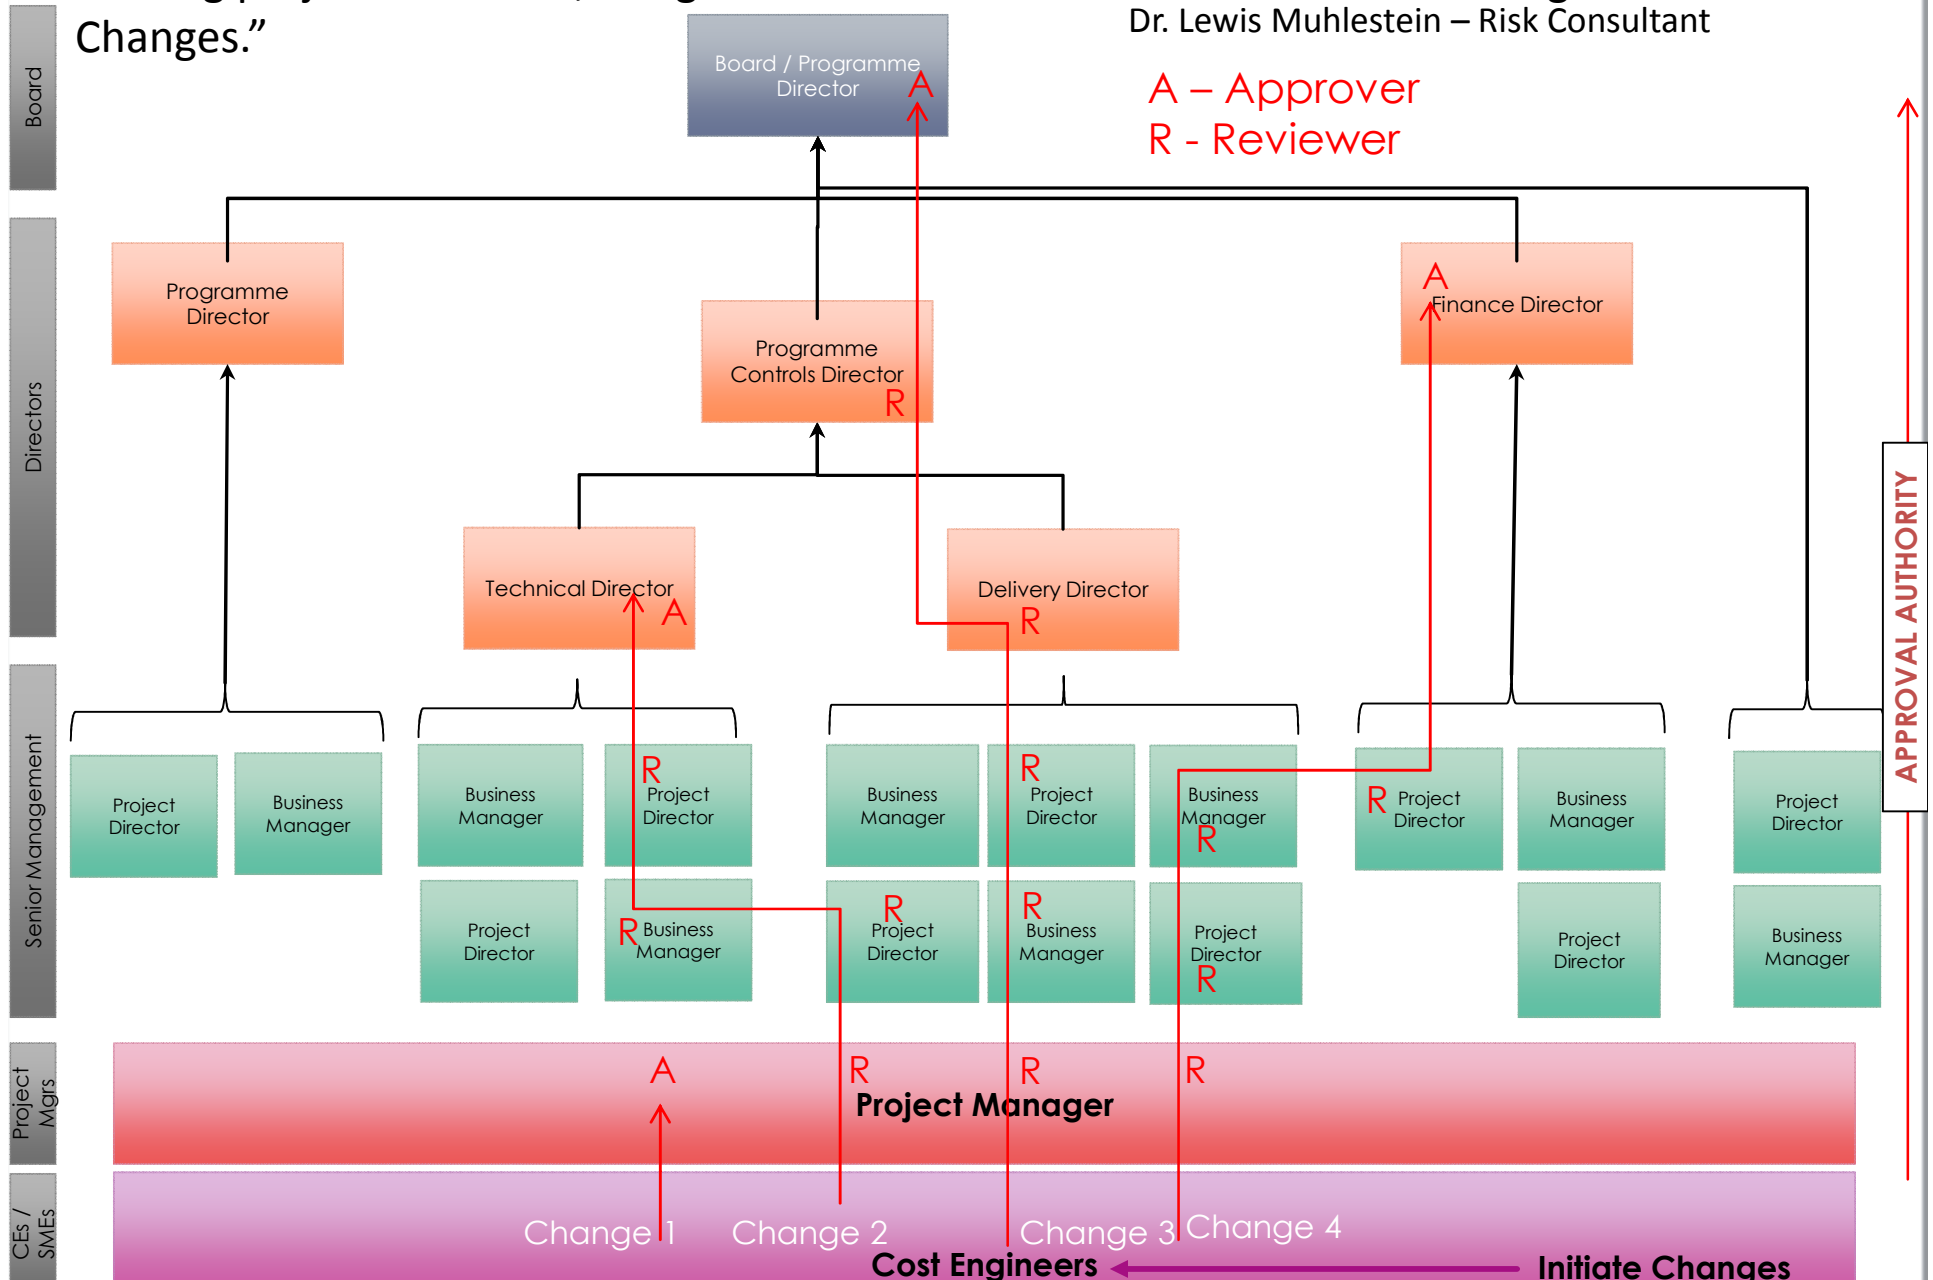 Changes.”
Dr. Lewis Muhlestein – Risk Consultant
A – Approver
R - Reviewer
Board
Board / Programme
Director
A
Directors
Programme
Director
Programme
Controls Director
R
A
Finance Director
Technical Director
A
Delivery Director
R
APPROVAL AUTHORITY
Senior Management
Project
Director
Business
Manager
Business
Manager
R
Project
Director
Business
Manager
R
Project
Director
Business
Manager
R
R
Project
Director
Business
Manager
Project
Director
Project
Director
R
Business
Manager
R
Project
Director
R
Business
Manager
Project
Director
R
Project
Director
Business
Manager
Project
Mgrs
A
R
R
R
Project Manager
CEs /
SMEs
Change 1
Change 2
Change 3
Change 4
Cost Engineers
Initiate Changes